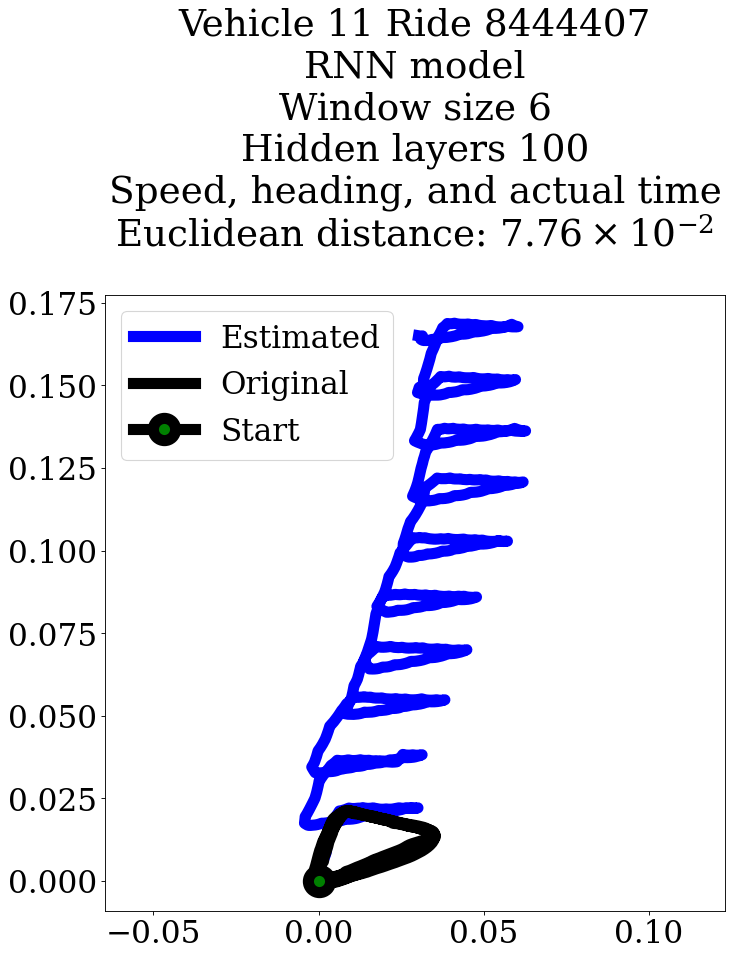 Vehicle 11 Ride 8444407
RNN model
Window size 6
Hidden layers 100
Speed, heading, and actual time
Euclidean distance: 7.76 × 10⁻²
Estimated
Original
Start
0.175
0.150
0.125
0.100
0.075
0.050
0.025
0.000
−0.05
0.00
0.05
0.10